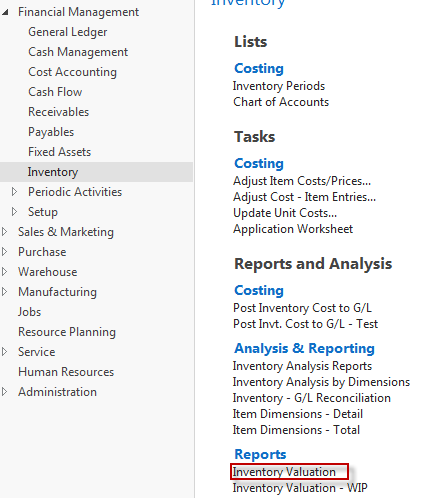 Financial Management
General Ledger
Cash Management
Cost Accounting
Cash Flow
Receivables
Payables
Fixed Assets
Inventory
Periodic Activities
Setup
Sales & Marketing
Purchase
Warehouse
Manufacturing
Jobs
Resource Planning
Service
Human Resources
Administration
Inventory
Lists
Costing
Inventory Periods
Chart of Accounts
Tasks
Costing
Adjust Item Costs/Prices...
Adjust Cost - Item Entries...
Update Unit Costs...
Application Worksheet
Reports and Analysis
Costing
Post Inventory Cost to G/L
Post Invt. Cost to G/L - Test
Analysis & Reporting
Inventory Analysis Reports
Inventory Analysis by Dimensions
Inventory - G/L Reconciliation
Item Dimensions - Detail
Item Dimensions - Total
Reports
Inventory Valuation
Inventory Valuation - WIP